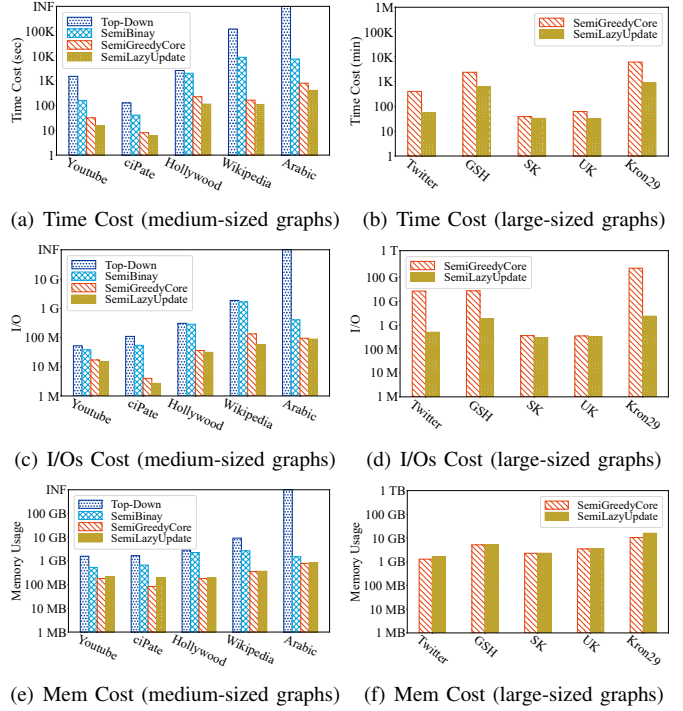 INF
100K
10K
1K
100
10
1
Time Cost (sec)
Top-Down
SemiBinay
SemiGreedyCore
SemiLazyUpdate
Youtube
ciPate
Hollywood
Wikipedia
Arabic
(a) Time Cost (medium-sized graphs)
1M
100K
10K
1K
100
10
1
Time Cost (min)
SemiGreedyCore
SemiLazyUpdate
Twitter
GSH
SK
UK
Kron29
(b) Time Cost (large-sized graphs)
INF
10 G
1 G
100 M
10 M
1 M
I/O
Top-Down
SemiBinay
SemiGreedyCore
SemiLazyUpdate
Youtube
ciPate
Hollywood
Wikipedia
Arabic
(c) I/Os Cost (medium-sized graphs)
1 T
100 G
10 G
1 G
100 M
10 M
1 M
I/O
SemiGreedyCore
SemiLazyUpdate
Twitter
GSH
SK
UK
Kron29
(d) I/Os Cost (large-sized graphs)
INF
100 GB
10 GB
1 GB
100 MB
10 MB
1 MB
Memory Usage
Top-Down
SemiBinay
SemiGreedyCore
SemiLazyUpdate
Youtube
ciPate
Hollywood
Wikipedia
Arabic
(e) Mem Cost (medium-sized graphs)
1 TB
100 GB
10 GB
1 GB
100 MB
10 MB
1 MB
Memory Usage
SemiGreedyCore
SemiLazyUpdate
Twitter
GSH
SK
UK
Kron29
(f) Mem Cost (large-sized graphs)